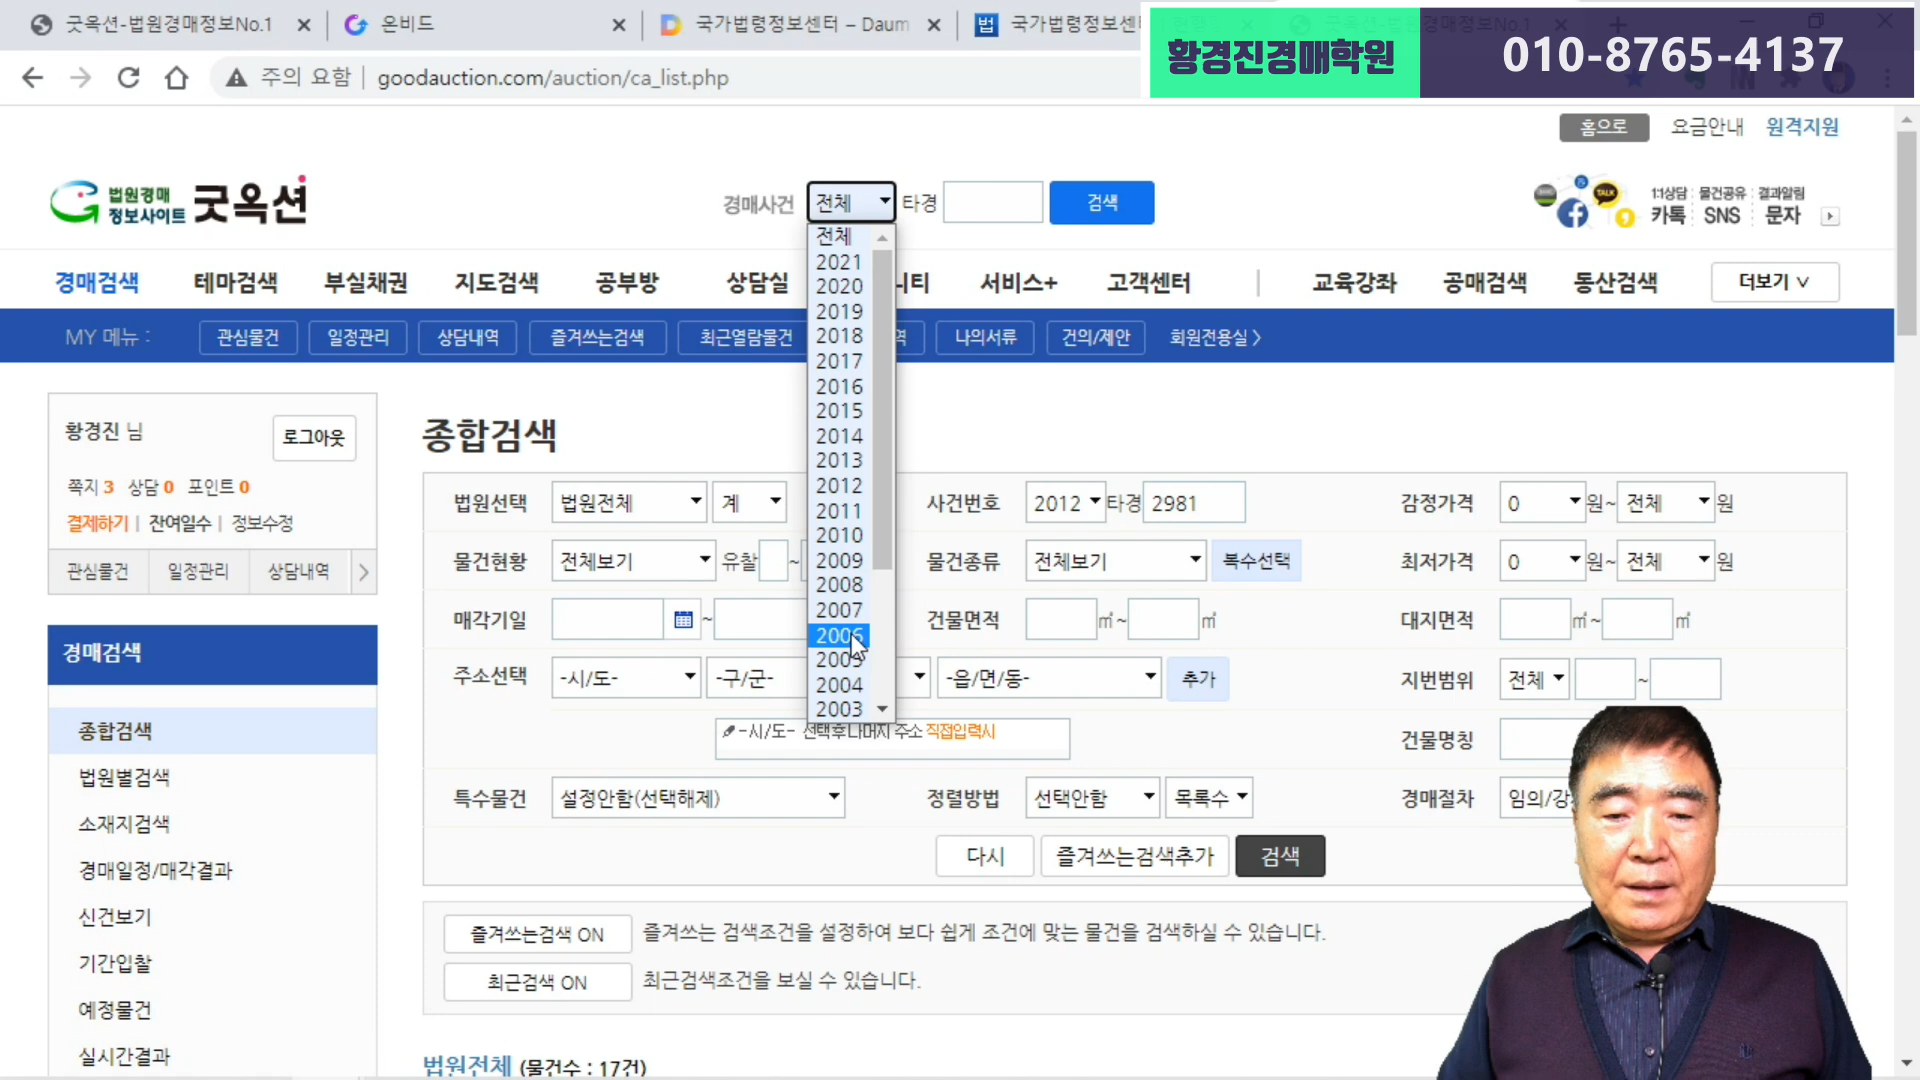 굿옥션-법원경매정보No.1
온비드
국가법령정보센터 – Daum
국가법령정보센
황경진경매학원
010-8765-4137
주의 요함
goodauction.com/auction/ca_list.php
홈으로
요금안내
원격지원
법원경매
정보사이트
굿옥션
경매사건
전체
타경
검색
1:1상담
물건공유
결과알림
카톡
SNS
문자
경매검색
테마검색
부실채권
지도검색
공부방
상담실
니티
서비스+
고객센터
교육강좌
공매검색
동산검색
더보기 ∨
MY 메뉴 :
관심물건
일정관리
상담내역
즐겨쓰는검색
최근열람물건
역
나의서류
건의/제안
회원전용실 >
전체
2021
2020
2019
2018
2017
2016
2015
2014
2013
2012
2011
2010
2009
2008
2007
2006
2005
2004
2003
황경진 님
로그아웃
쪽지 3 상담 0 포인트 0
결제하기 | 잔여일수 | 정보수정
관심물건
일정관리
상담내역
경매검색
종합검색
법원별검색
소재지검색
경매일정/매각결과
신건보기
기간입찰
예정물건
실시간결과
종합검색
법원선택 법원전체 계 사건번호 2012 타경 2981 감정가격 0 원~ 전체 원
물건현황 전체보기 유찰 ~ 물건종류 전체보기 복수선택 최저가격 0 원~ 전체 원
매각기일 ~ 건물면적 ㎡~ ㎡ 대지면적 ㎡~ ㎡
주소선택 -시/도- -구/군- -읍/면/동- 추가 지번범위 전체 ~
-시/도- 선택후 나머지 주소 직접입력시 건물명칭
특수물건 설정안함(선택해제) 정렬방법 선택안함 목록수 경매절차 임의/강
다시 즐겨쓰는검색추가 검색
즐겨쓰는검색 ON 즐겨쓰는 검색조건을 설정하여 보다 쉽게 조건에 맞는 물건을 검색하실 수 있습니다.
최근검색 ON 최근검색조건을 보실 수 있습니다.
법원전체 (물건수 : 17건)